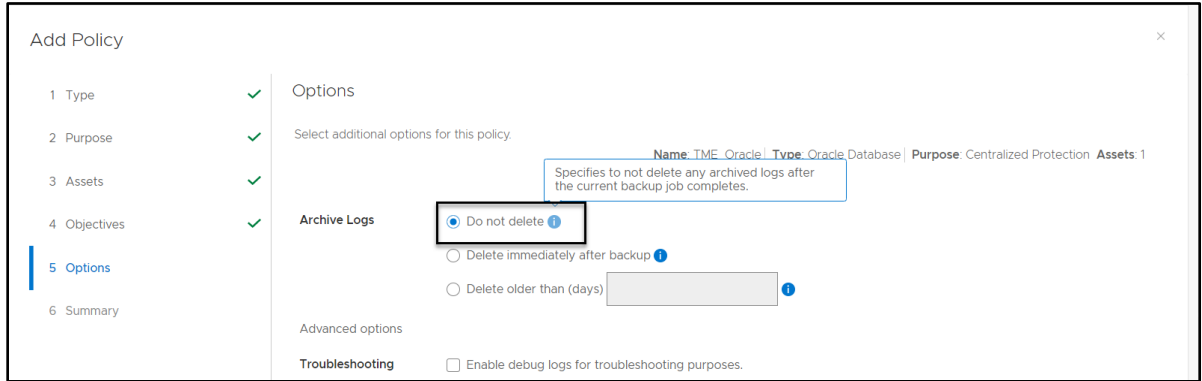 Add Policy
×
1 Type
2 Purpose
3 Assets
4 Objectives
5 Options
6 Summary
Options
Select additional options for this policy.
Name: TME_Oracle Type: Oracle Database Purpose: Centralized Protection Assets: 1
Specifies to not delete any archived logs after
the current backup job completes.
Archive Logs
Do not delete
Delete immediately after backup
Delete older than (days)
Advanced options
Troubleshooting
Enable debug logs for troubleshooting purposes.